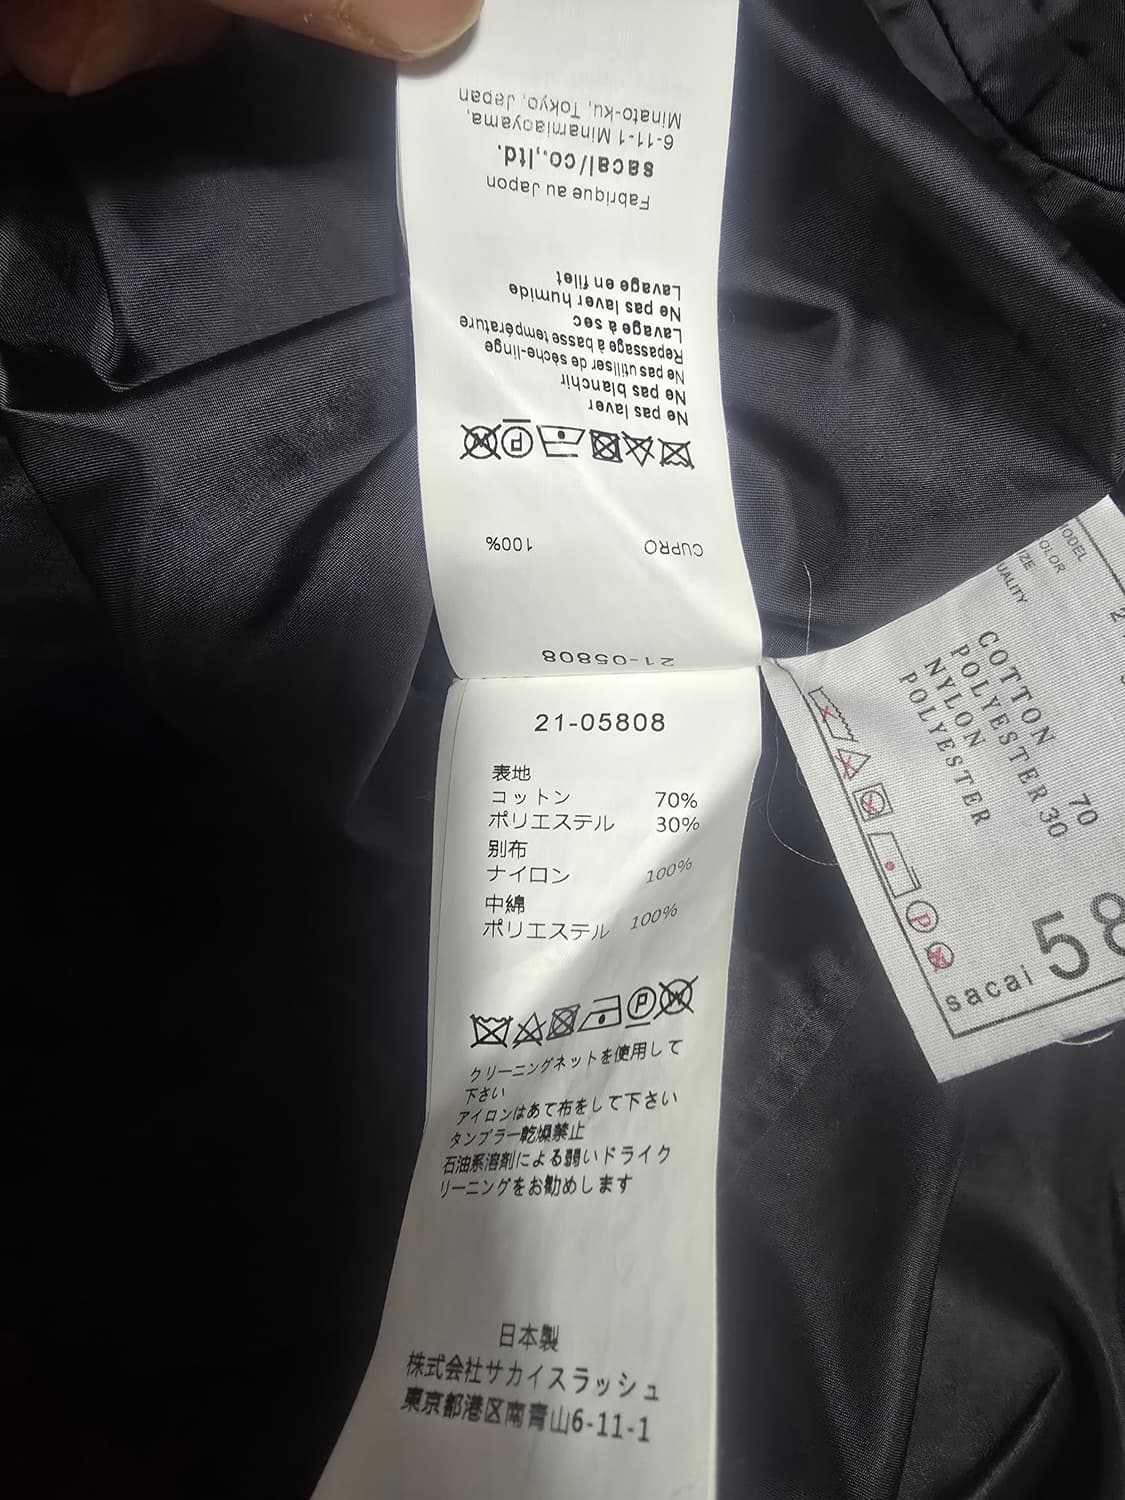 Minato-ku, Tokyo, Japan
6-11-1 Minamiaoyama,
sacai/co.,ltd.
Fabrique au Japon
Lavage en filet
Ne pas laver humide
Lavage à sec
Repassage à basse température
Ne pas utiliser de sèche-linge
Ne pas blanchir
Ne pas laver
CUPRO 100%
21-05808
21-05808
表地
コットン 70%
ポリエステル 30%
別布
ナイロン 100%
中綿
ポリエステル 100%
クリーニングネットを使用して
下さい
アイロンはあて布をして下さい
タンブラー乾燥禁止
石油系溶剤による弱いドライク
リーニングをお勧めします
日本製
株式会社サカイスラッシュ
東京都港区南青山6-11-1
ODEL
OLOR
IZE
UALITY
COTTON 70
POLYESTER 30
NYLON
POLYESTER
sacai 58